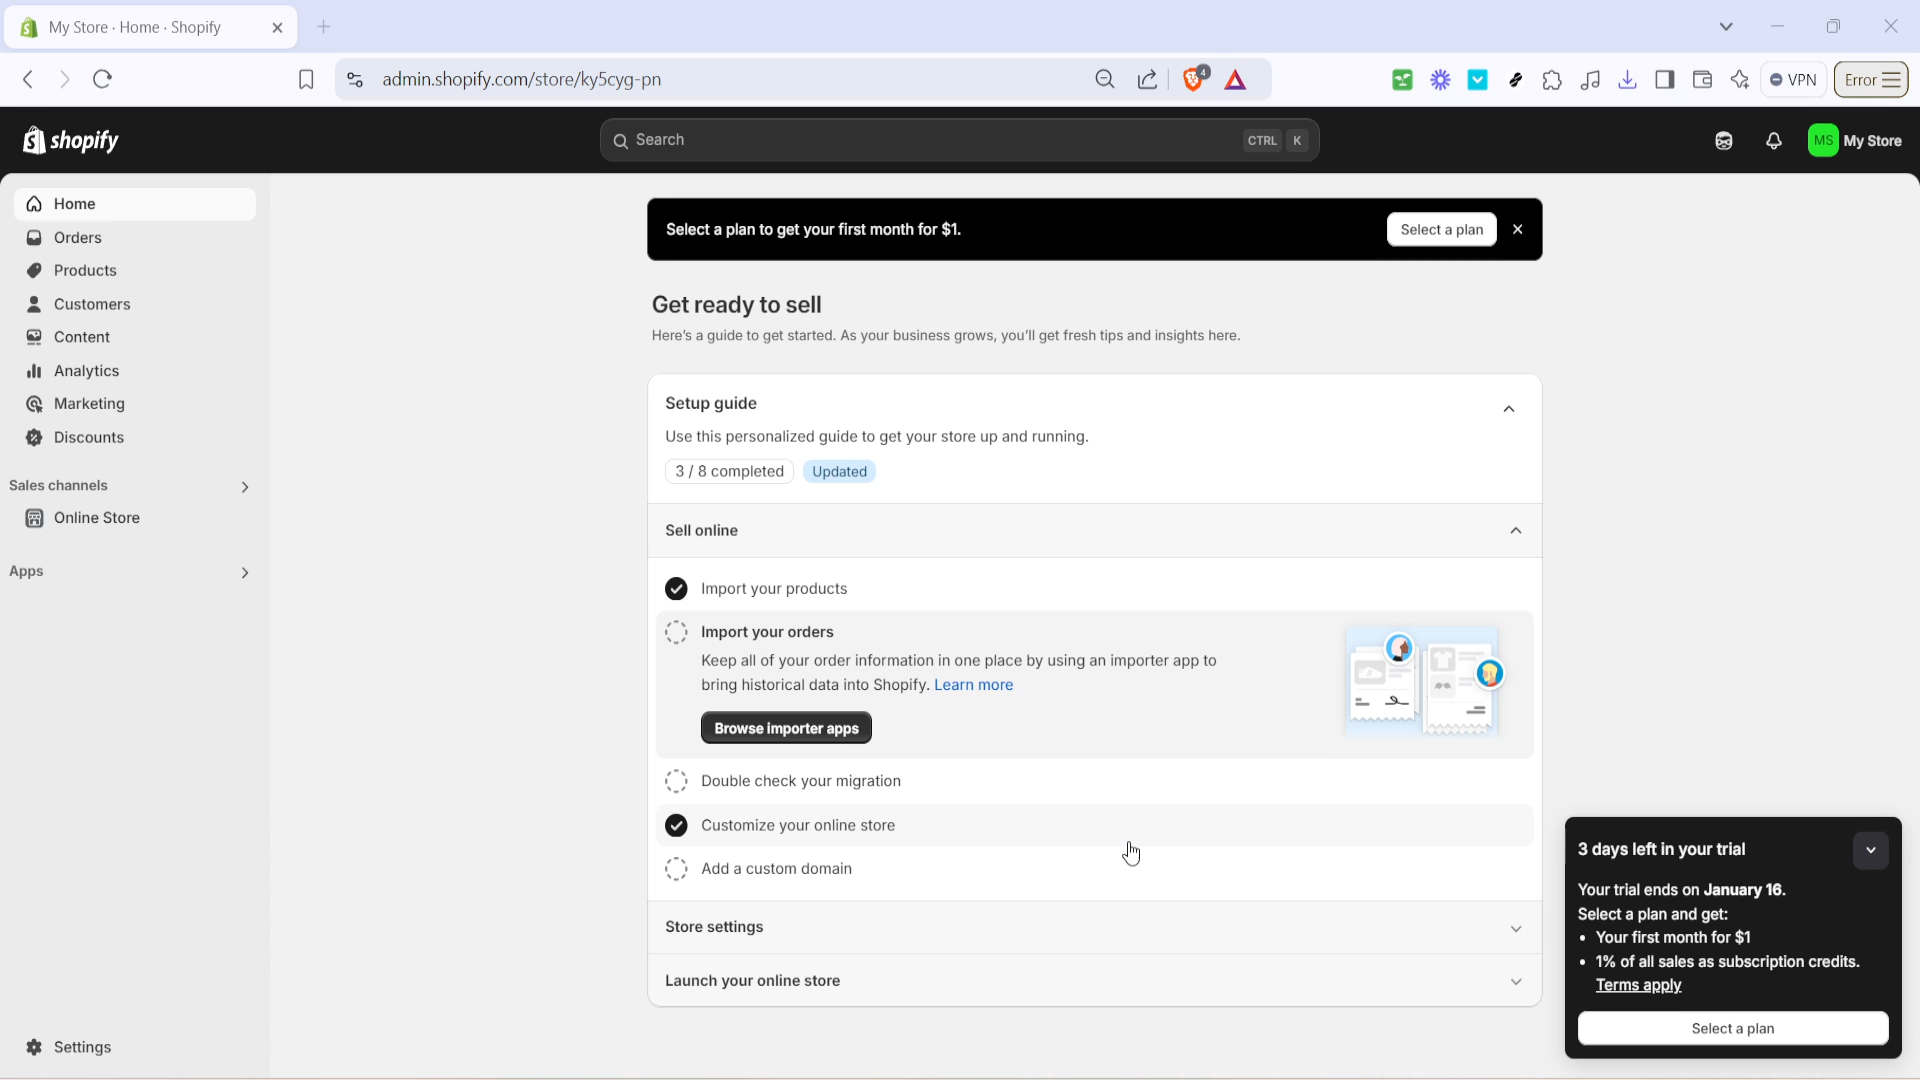 My Store · Home · Shopify
admin.shopify.com/store/ky5cyg-pn
4
VPN
Error
shopify
Search
CTRL K
MS My Store
Home
Orders
Products
Customers
Content
Analytics
Marketing
Discounts
Sales channels
Online Store
Apps
Settings
Select a plan to get your first month for $1.
Select a plan
Get ready to sell
Here's a guide to get started. As your business grows, you'll get fresh tips and insights here.
Setup guide
Use this personalized guide to get your store up and running.
3 / 8 completed
Updated
Sell online
Import your products
Import your orders
Keep all of your order information in one place by using an importer app to
bring historical data into Shopify. Learn more
Browse importer apps
Double check your migration
Customize your online store
Add a custom domain
Store settings
Launch your online store
3 days left in your trial
Your trial ends on January 16.
Select a plan and get:
• Your first month for $1
• 1% of all sales as subscription credits.
Terms apply
Select a plan